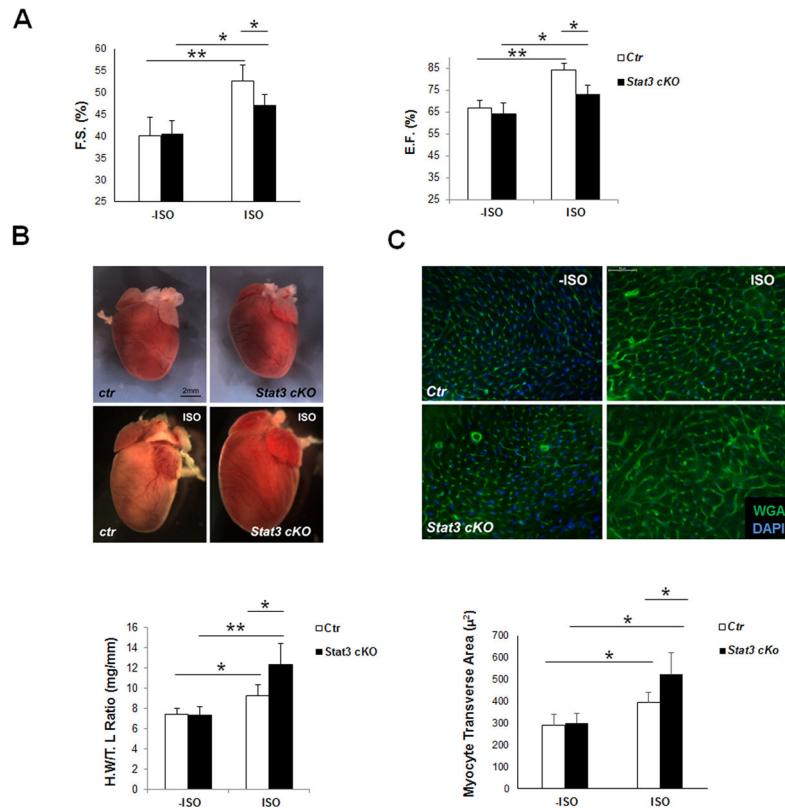 A
F.S. (%)
60
55
50
45
40
35
30
25
**
*
*
-ISO
ISO
E.F. (%)
85
75
65
55
45
35
25
**
*
*
-ISO
ISO
Ctr
Stat3 cKO
B
ctr
2mm
Stat3 cKO
ISO
ctr
ISO
Stat3 cKO
C
-ISO
ISO
Ctr
Stat3 cKO
WGA
DAPI
H.W/T. L Ratio (mg/mm)
16
14
12
10
8
6
4
2
0
*
**
*
-ISO
ISO
Ctr
Stat3 cKO
Myocyte Transverse Area (µ²)
700
600
500
400
300
200
100
0
*
*
*
-ISO
ISO
Ctr
Stat3 cKo